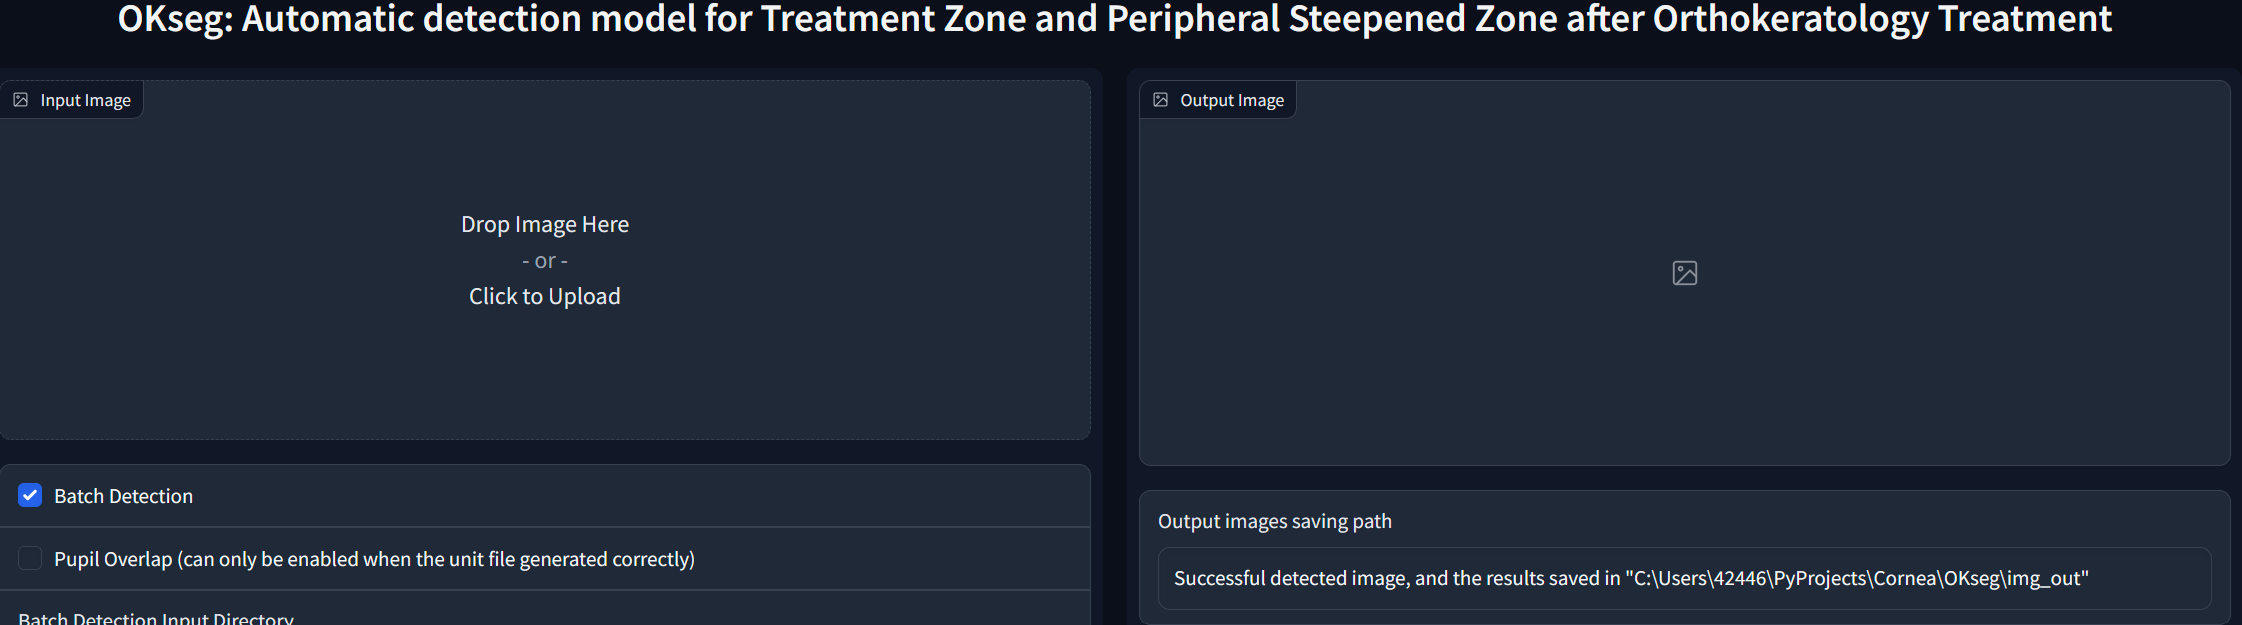 OKseg: Automatic detection model for Treatment Zone and Peripheral Steepened Zone after Orthokeratology Treatment
Input Image
Drop Image Here
- or -
Click to Upload
Batch Detection
Pupil Overlap (can only be enabled when the unit file generated correctly)
Batch Detection Input Directory
Output Image
Output images saving path
Successful detected image, and the results saved in "C:\Users\42446\PyProjects\Cornea\OKseg\img_out"